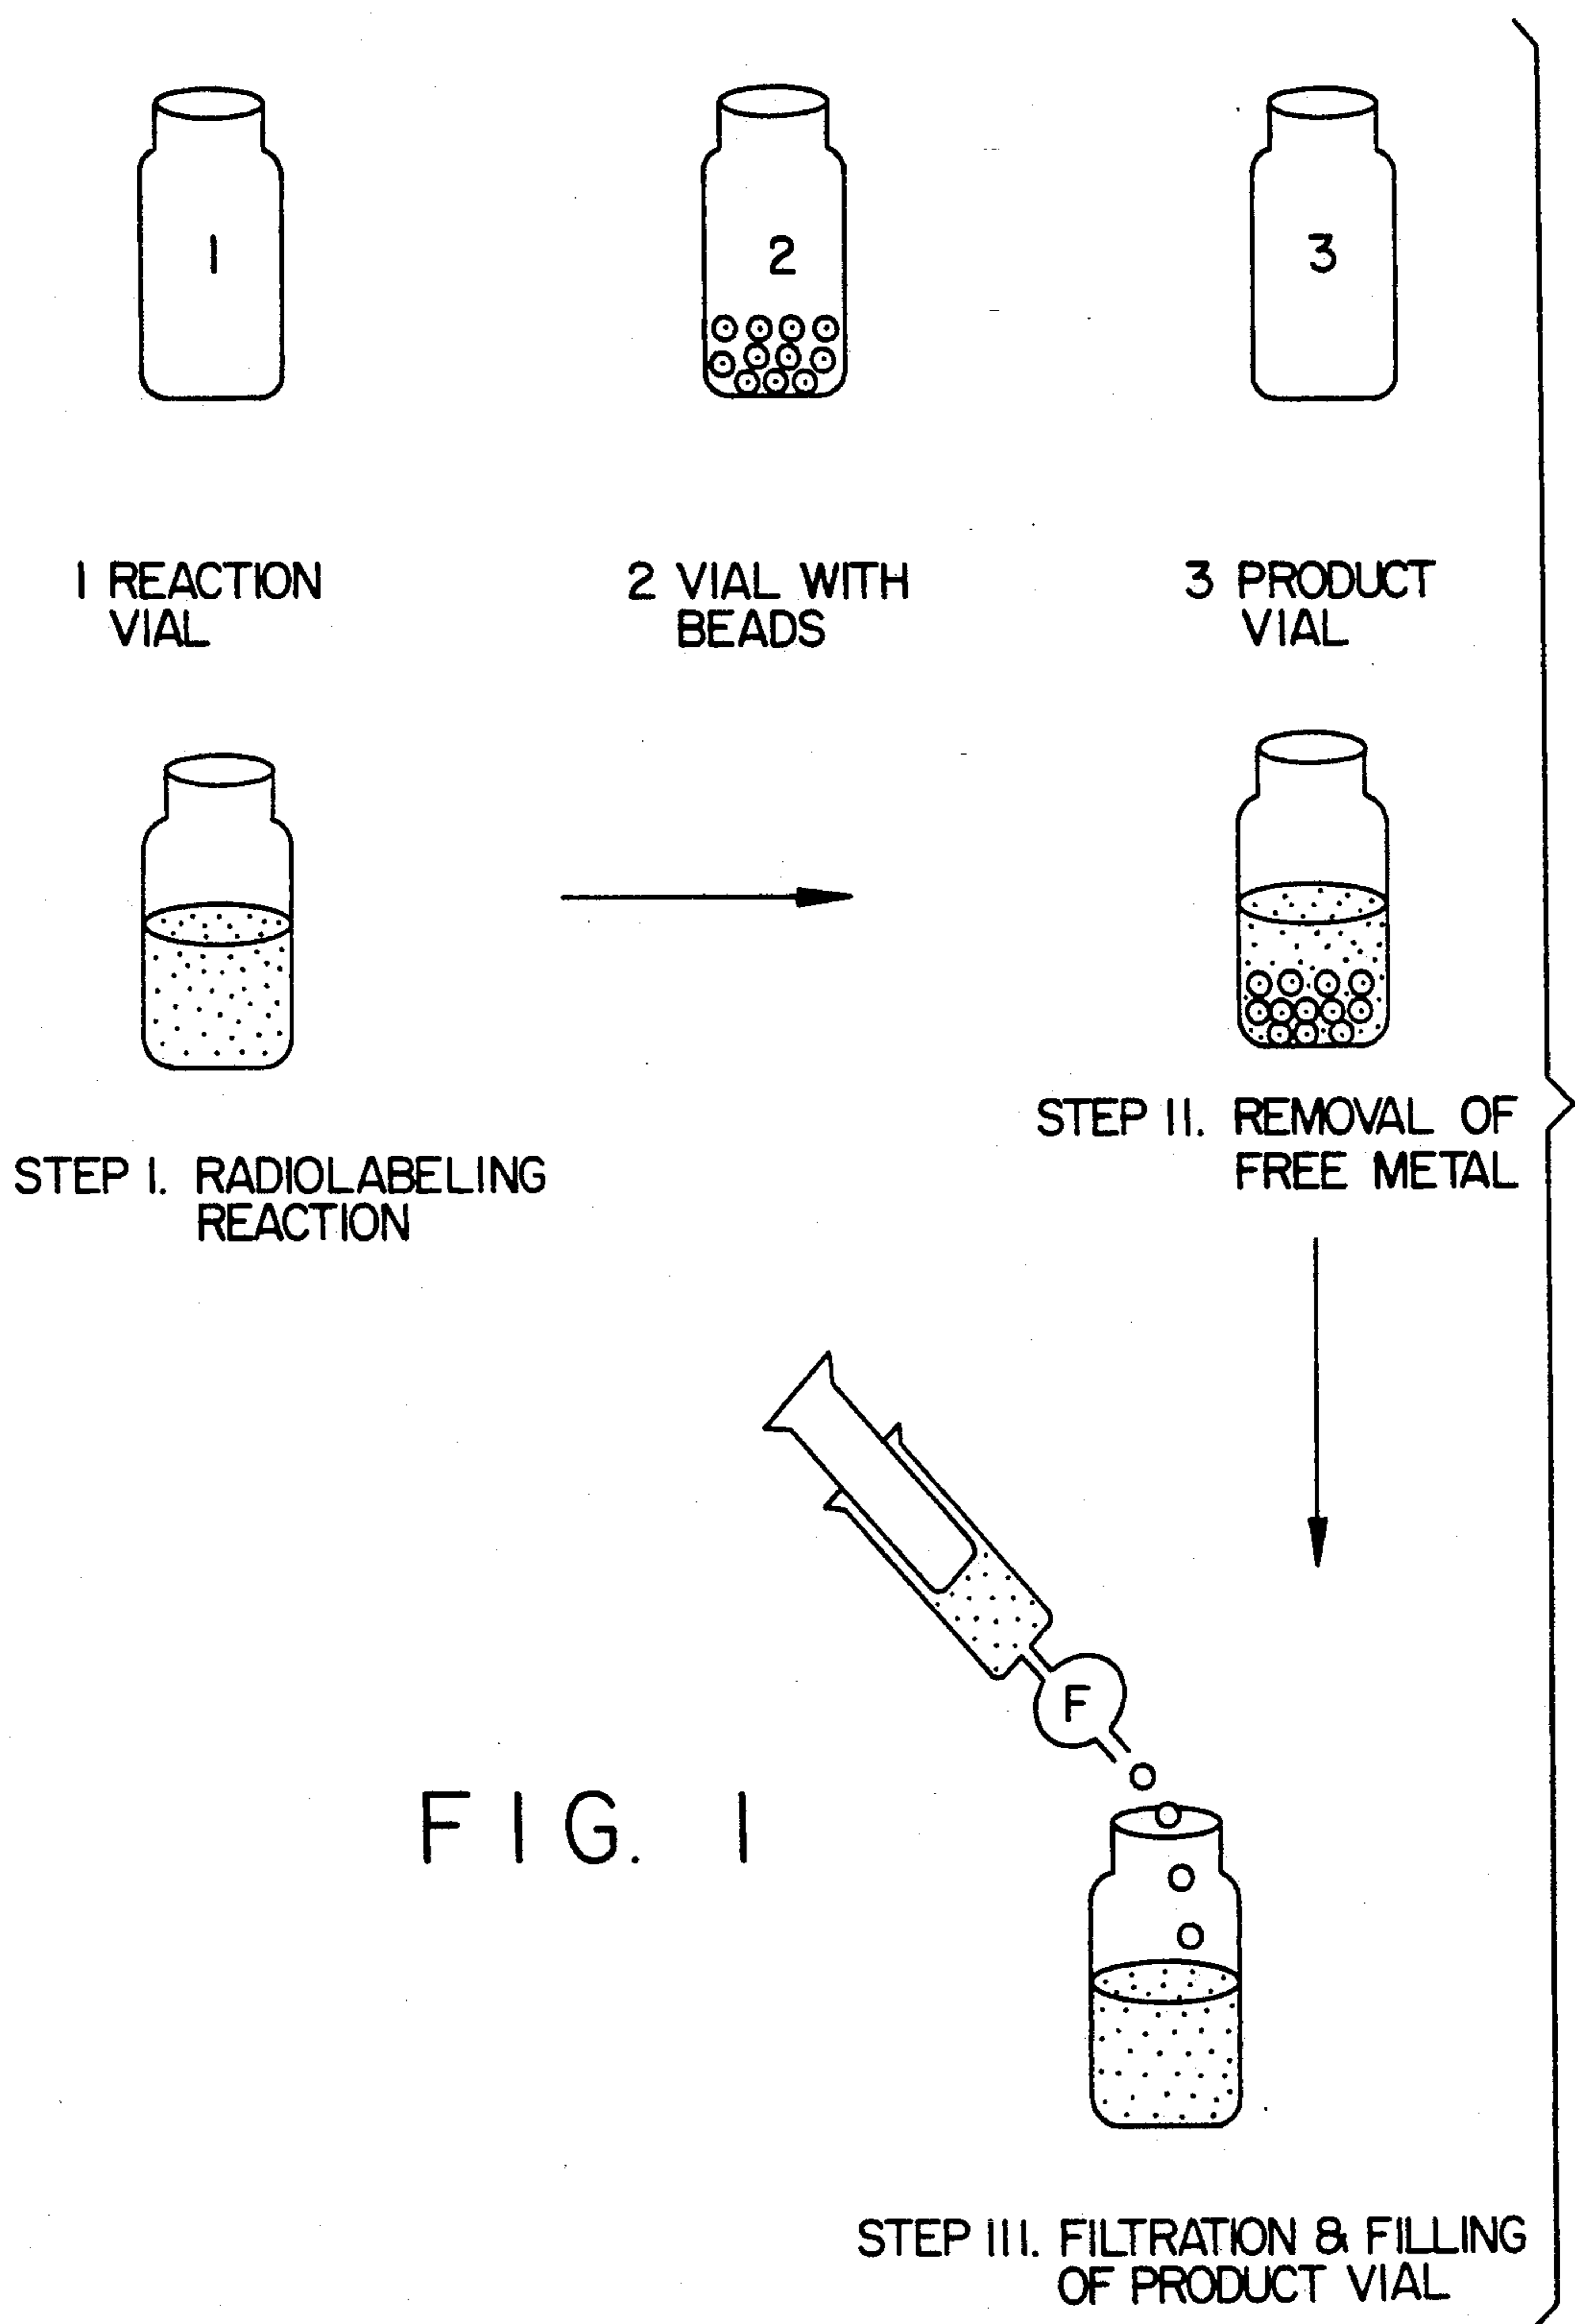 1
2
3
1 REACTION
VIAL
2 VIAL WITH
BEADS
3 PRODUCT
VIAL
STEP I. RADIOLABELING
REACTION
STEP II. REMOVAL OF
FREE METAL
F
FIG. 1
STEP III. FILTRATION & FILLING
OF PRODUCT VIAL